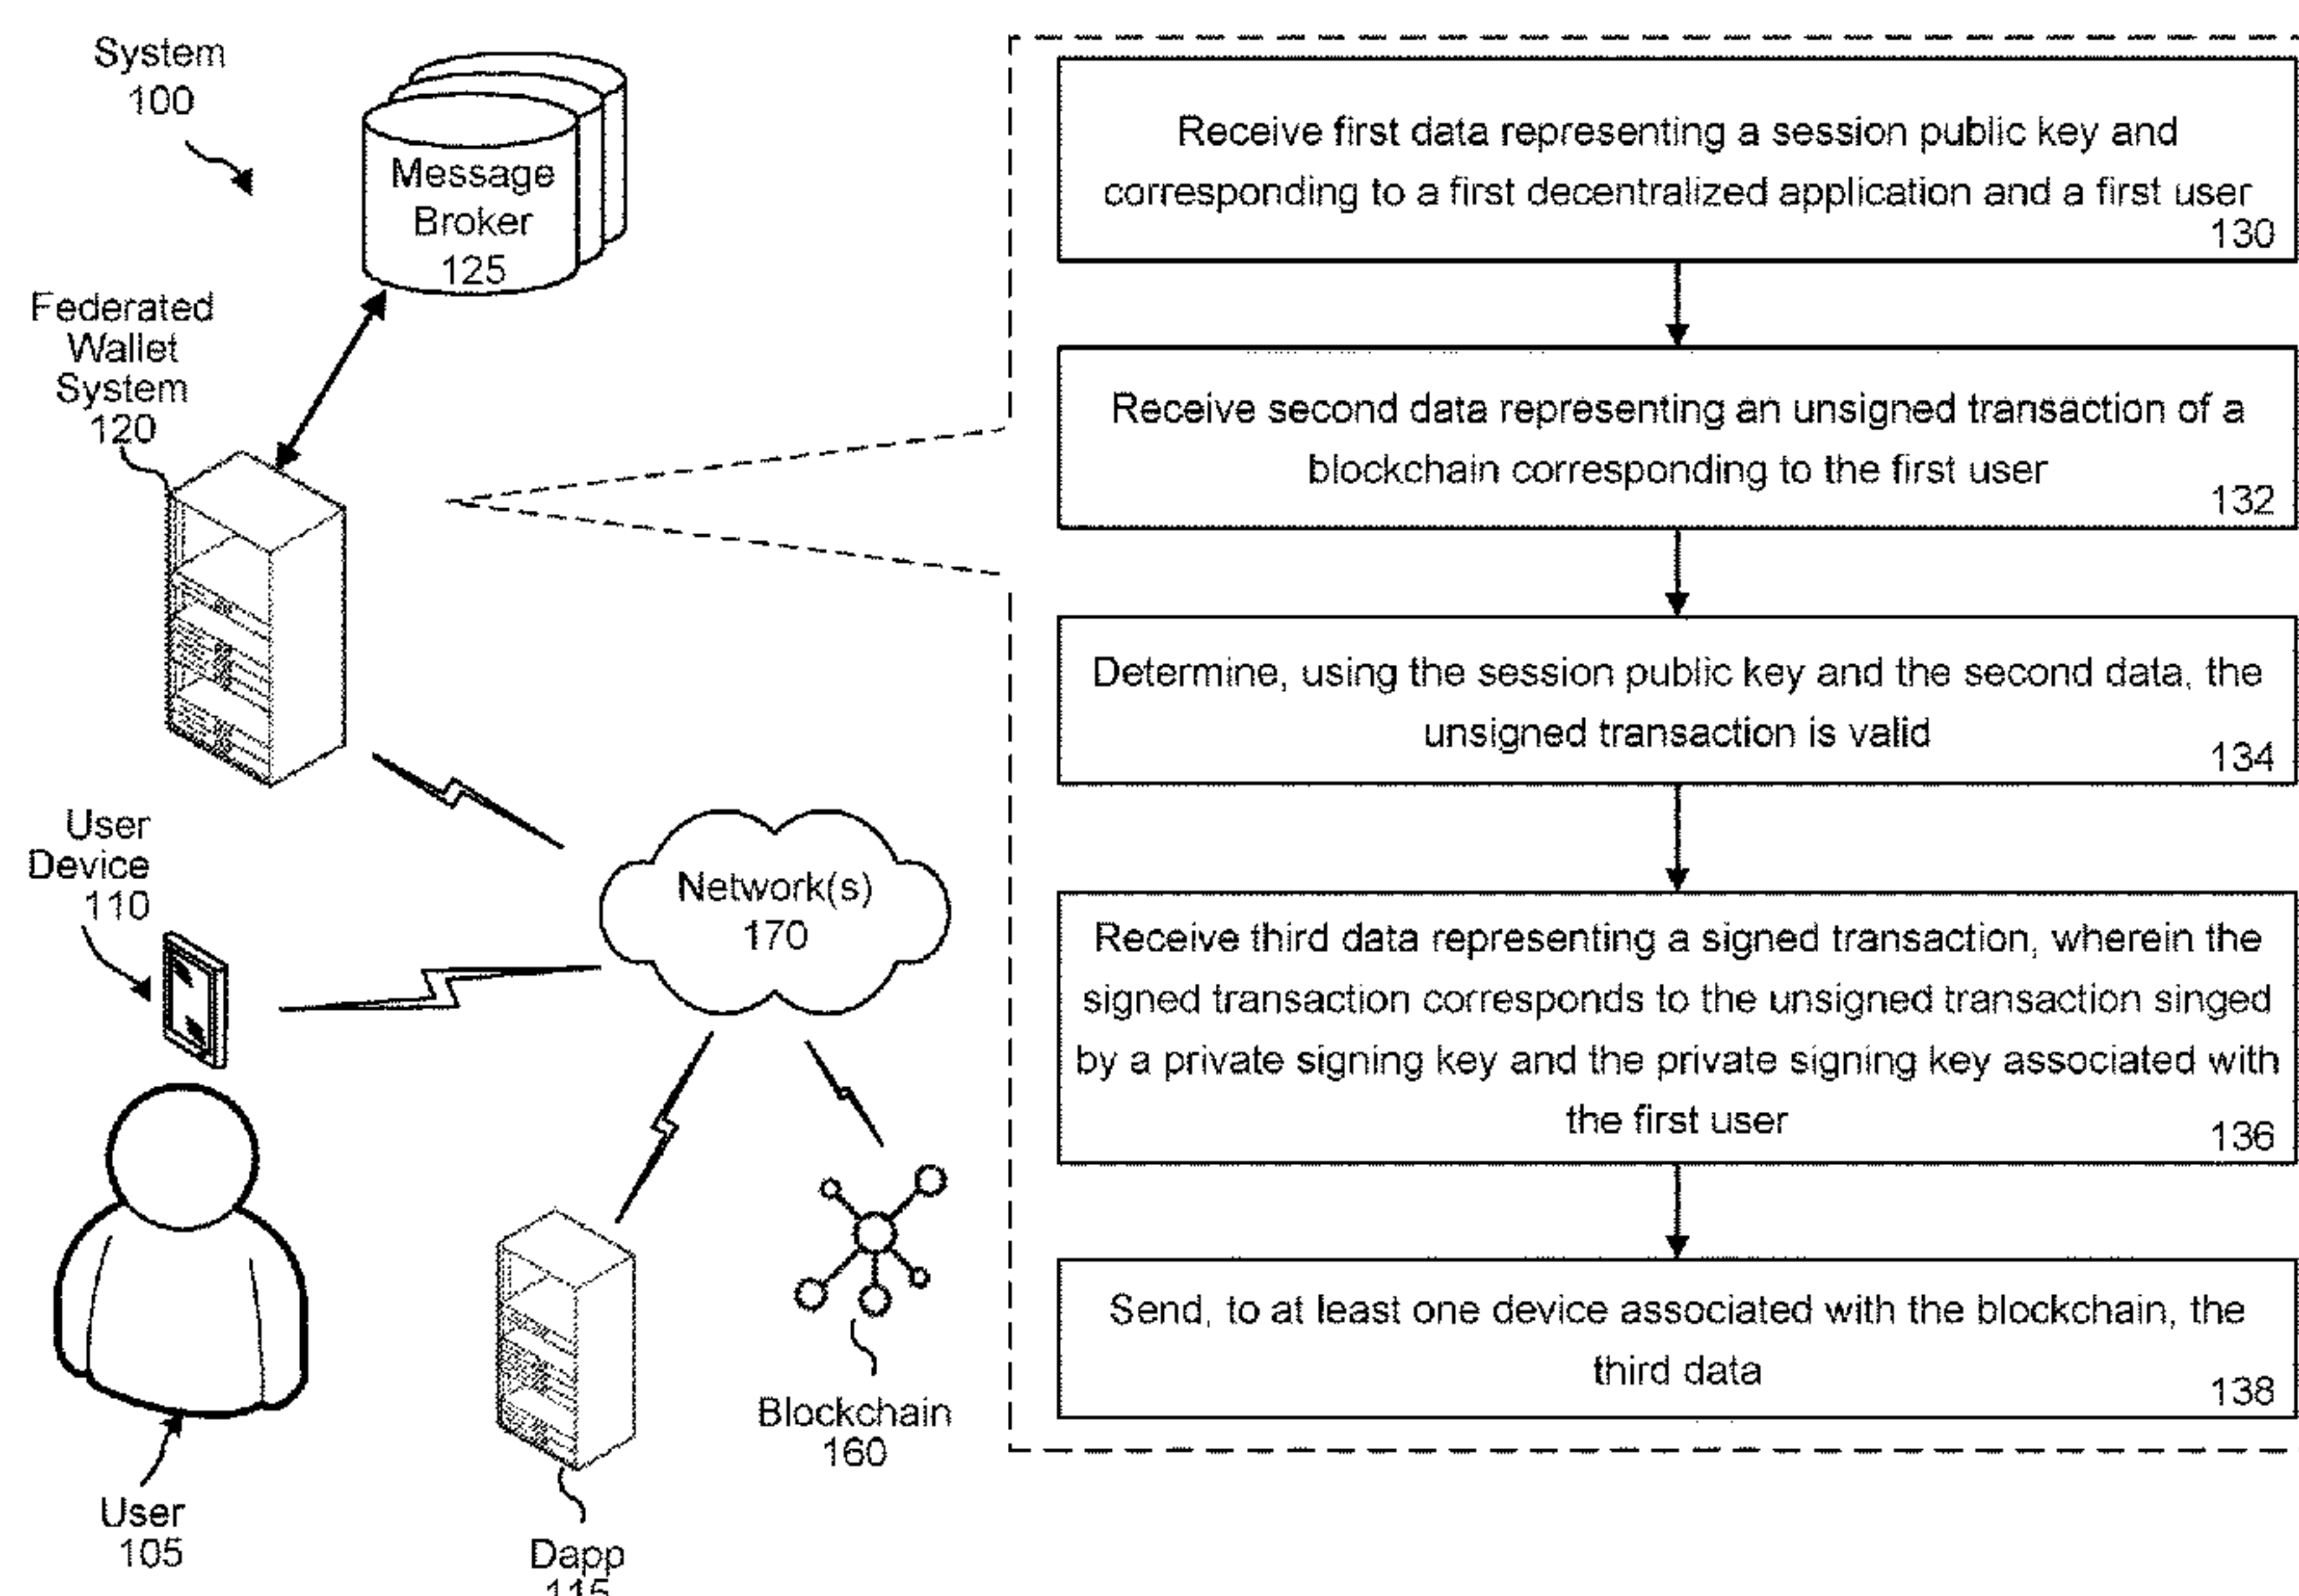 System
100
Message
Broker
125
Federated
Wallet
System
120
User
Device
110
Network(s)
170
Blockchain
160
User
105
Dapp
115
Receive first data representing a session public key and
corresponding to a first decentralized application and a first user
130
Receive second data representing an unsigned transaction of a
blockchain corresponding to the first user
132
Determine, using the session public key and the second data, the
unsigned transaction is valid
134
Receive third data representing a signed transaction, wherein the
signed transaction corresponds to the unsigned transaction singed
by a private signing key and the private signing key associated with
the first user
136
Send, to at least one device associated with the blockchain, the
third data
138